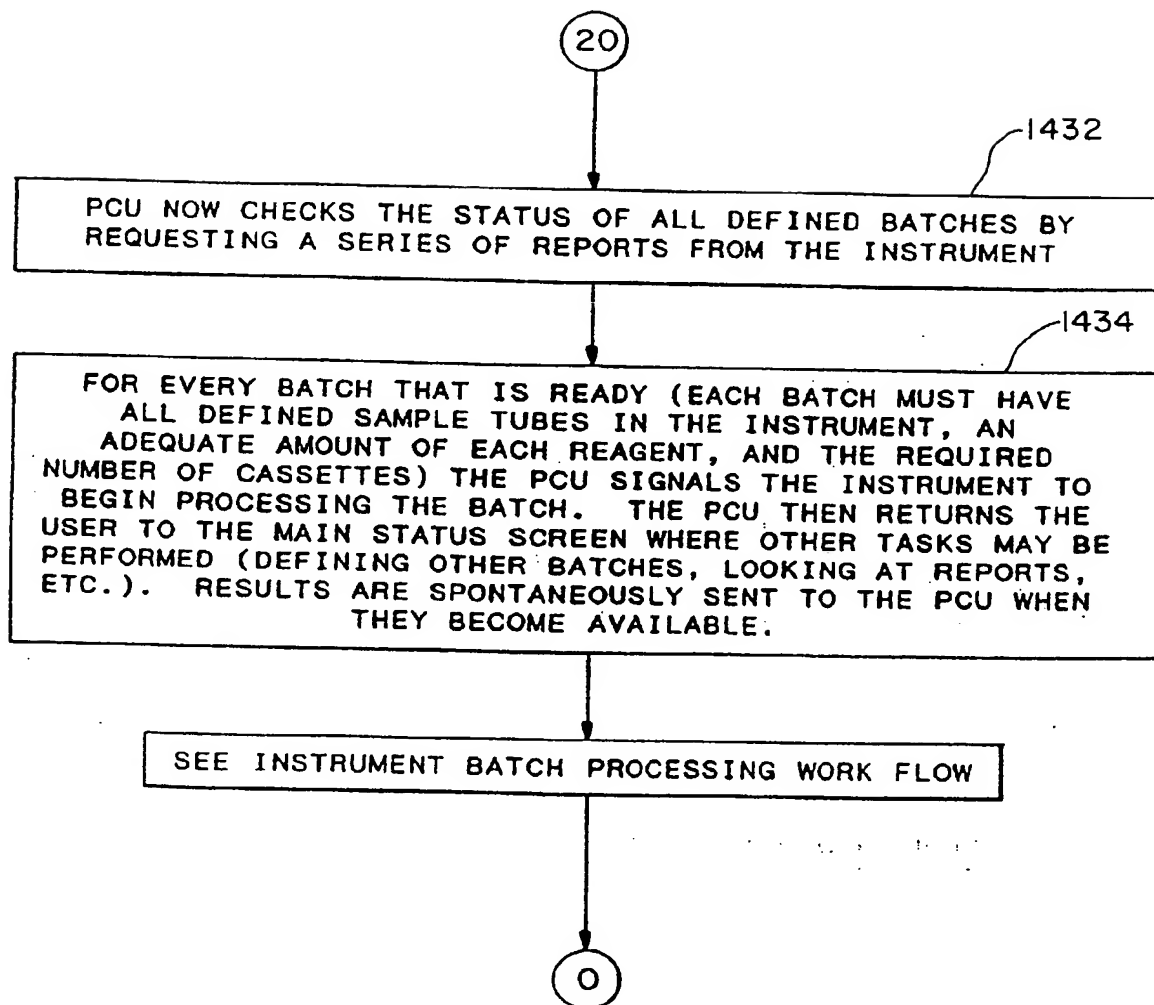 20
1432
PCU NOW CHECKS THE STATUS OF ALL DEFINED BATCHES BY
REQUESTING A SERIES OF REPORTS FROM THE INSTRUMENT
1434
FOR EVERY BATCH THAT IS READY (EACH BATCH MUST HAVE
ALL DEFINED SAMPLE TUBES IN THE INSTRUMENT, AN
ADEQUATE AMOUNT OF EACH REAGENT, AND THE REQUIRED
NUMBER OF CASSETTES) THE PCU SIGNALS THE INSTRUMENT TO
BEGIN PROCESSING THE BATCH. THE PCU THEN RETURNS THE
USER TO THE MAIN STATUS SCREEN WHERE OTHER TASKS MAY BE
PERFORMED (DEFINING OTHER BATCHES, LOOKING AT REPORTS,
ETC.). RESULTS ARE SPONTANEOUSLY SENT TO THE PCU WHEN
THEY BECOME AVAILABLE.
SEE INSTRUMENT BATCH PROCESSING WORK FLOW
O